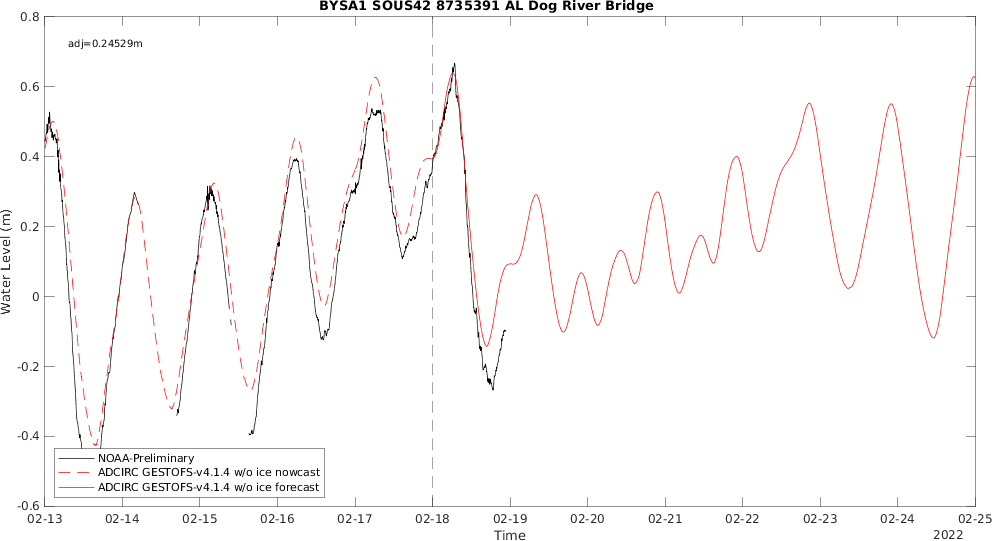 BYSA1 SOUS42 8735391 AL Dog River Bridge
adj=0.24529m
Water Level (m)
0.8
0.6
0.4
0.2
0
-0.2
-0.4
-0.6
NOAA-Preliminary
ADCIRC GESTOFS-v4.1.4 w/o ice nowcast
ADCIRC GESTOFS-v4.1.4 w/o ice forecast
02-13 02-14 02-15 02-16 02-17 02-18 02-19 02-20 02-21 02-22 02-23 02-24 02-25
Time
2022